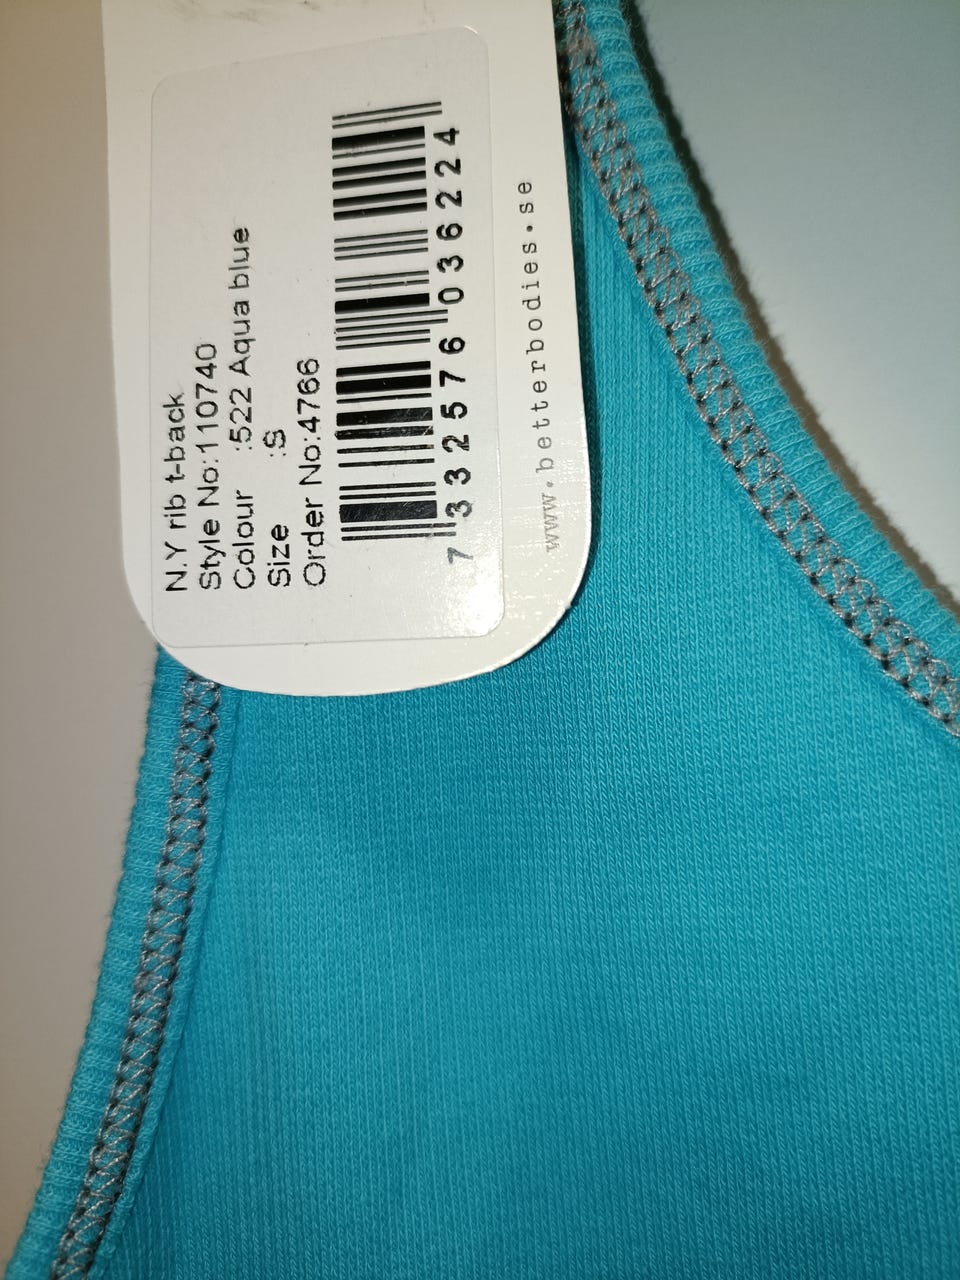 N.Y rib t-back
Style No:110740
Colour :522 Aqua blue
Size :S
Order No:4766
7 332576 036224
www.betterbodies.se